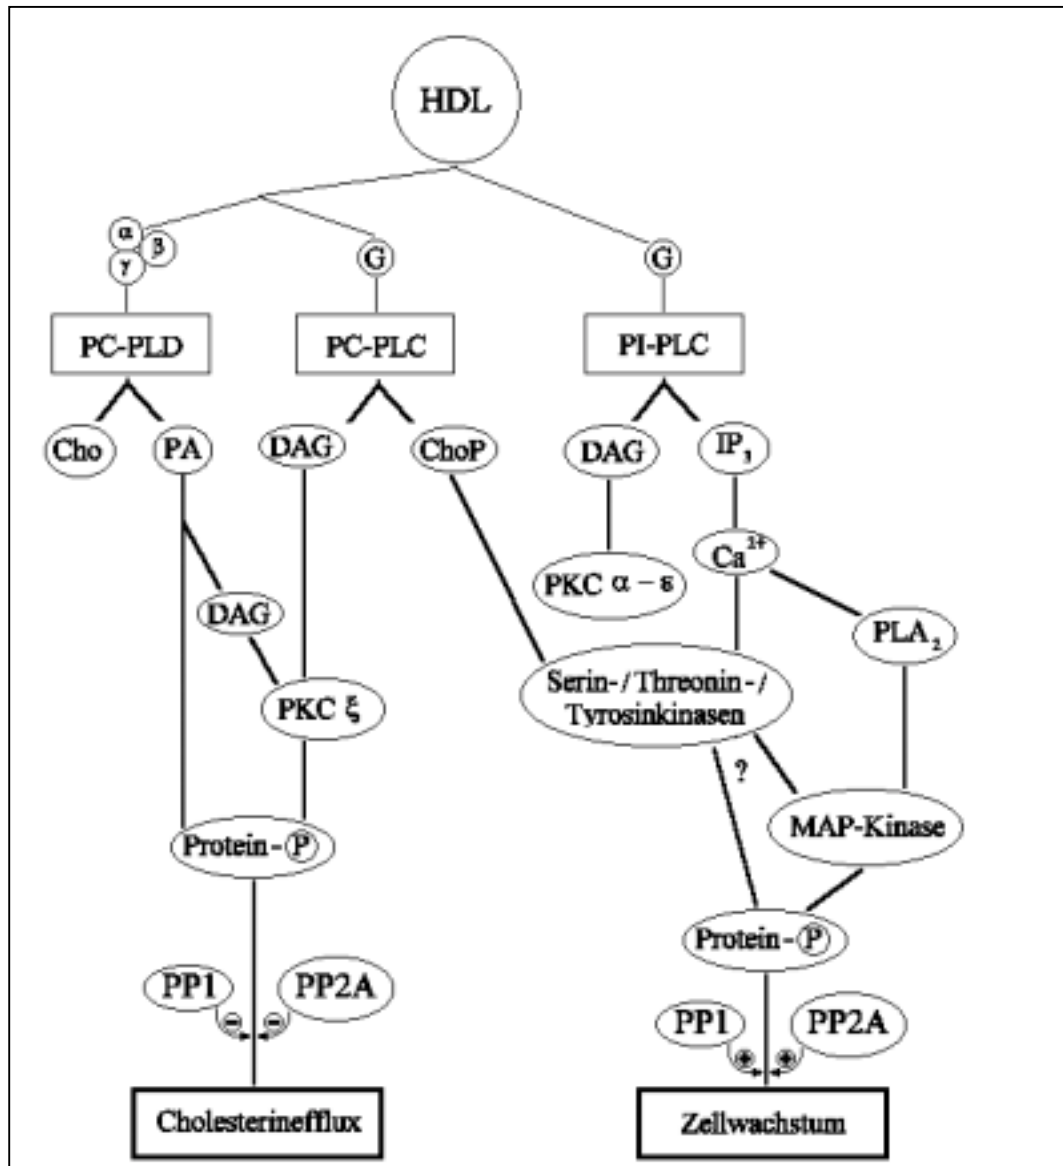 HDL
α
β
γ
G
G
PC-PLD
PC-PLC
PI-PLC
Cho
PA
DAG
ChoP
DAG
IP₃
Ca²⁺
PKC α - ε
DAG
PLA₂
PKC ξ
Serin- / Threonin- /
Tyrosinkinasen
?
MAP-Kinase
Protein-P
Protein-P
PP1
PP2A
−
−
PP1
PP2A
+
+
Cholesterinefflux
Zellwachstum